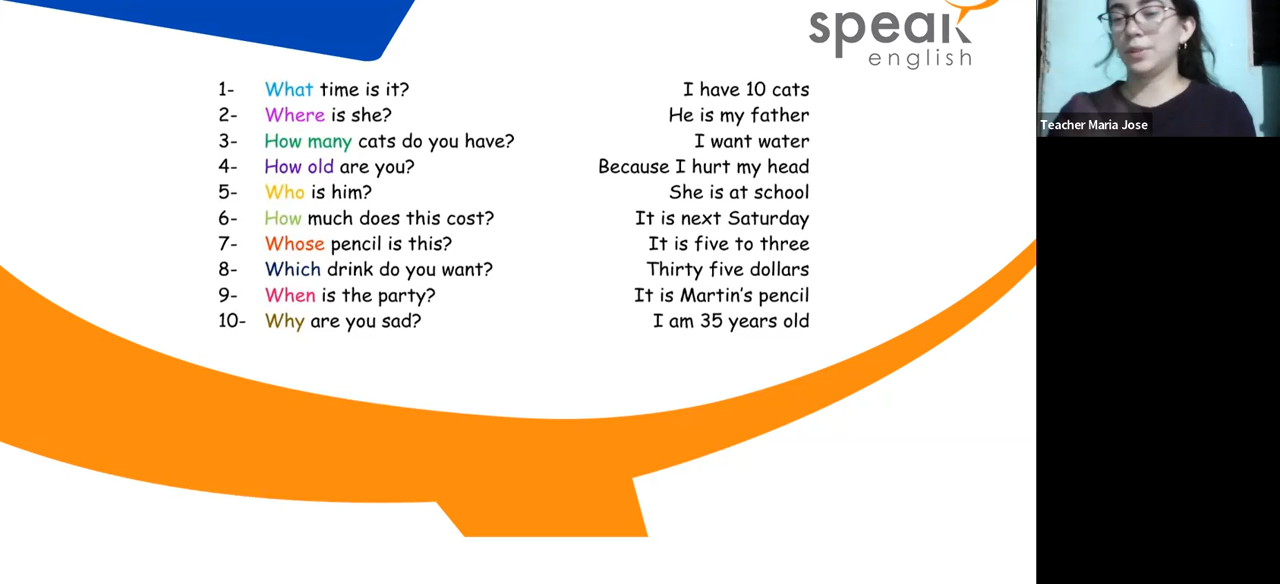 speak
english
1- What time is it? I have 10 cats
2- Where is she? He is my father
3- How many cats do you have? I want water
4- How old are you? Because I hurt my head
5- Who is him? She is at school
6- How much does this cost? It is next Saturday
7- Whose pencil is this? It is five to three
8- Which drink do you want? Thirty five dollars
9- When is the party? It is Martin's pencil
10- Why are you sad? I am 35 years old
Teacher Maria Jose